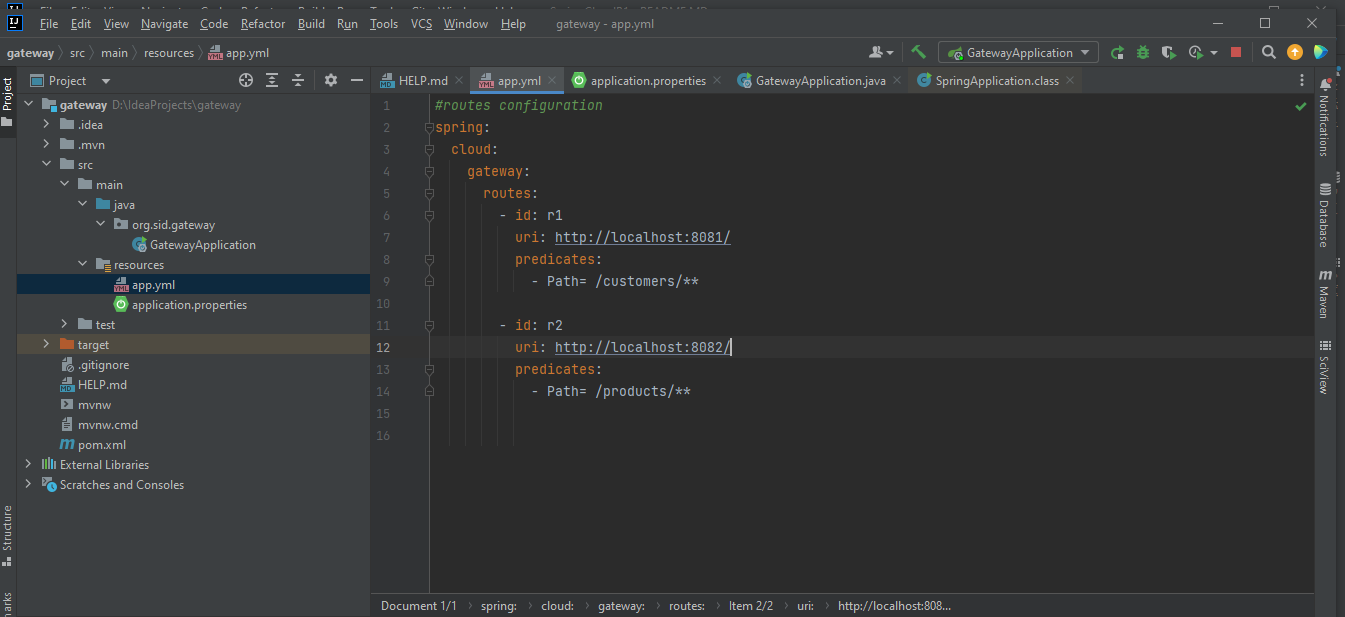 File Edit View Navigate Code Refactor Build Run Tools VCS Window Help gateway - app.yml
gateway src main resources app.yml GatewayApplication
Project HELP.md app.yml application.properties GatewayApplication.java SpringApplication.class
Project
gateway D:\IdeaProjects\gateway
.idea
.mvn
src
main
java
org.sid.gateway
GatewayApplication
resources
app.yml
application.properties
test
target
.gitignore
HELP.md
mvnw
mvnw.cmd
pom.xml
External Libraries
Scratches and Consoles
Structure
1 #routes configuration
2 spring:
3 cloud:
4 gateway:
5 routes:
6 - id: r1
7 uri: http://localhost:8081/
8 predicates:
9 - Path= /customers/**
10
11 - id: r2
12 uri: http://localhost:8082/
13 predicates:
14 - Path= /products/**
15
16
Notifications
Database
Maven
SciView
Document 1/1 spring: cloud: gateway: routes: Item 2/2 uri: http://localhost:808...